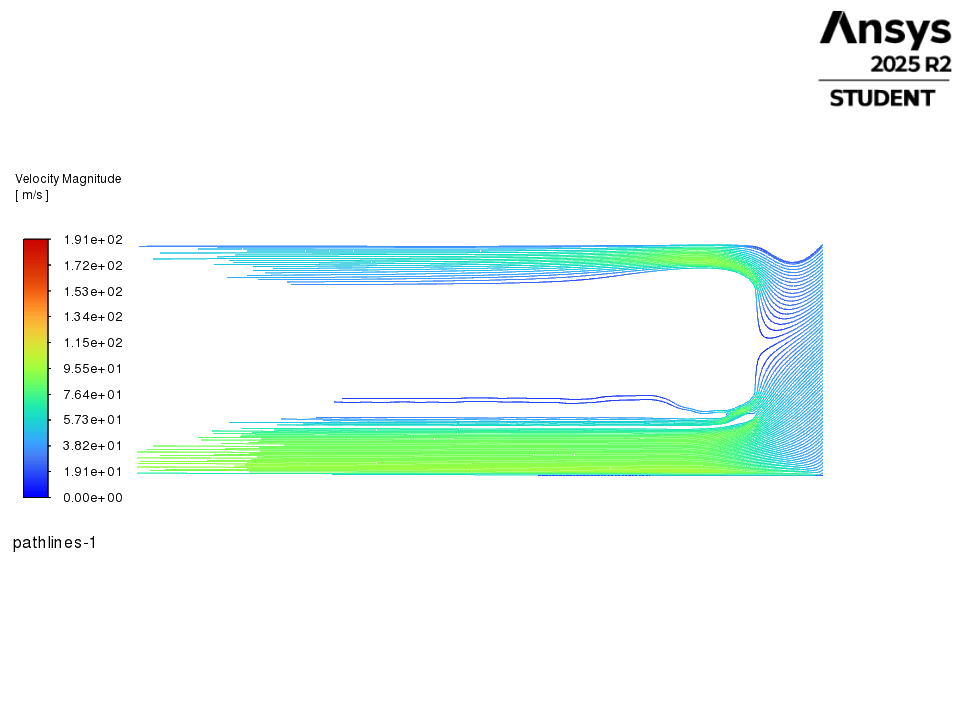 Ansys
2025 R2
STUDENT
Velocity Magnitude
[ m/s ]
1.91e+02
1.72e+02
1.53e+02
1.34e+02
1.15e+02
9.55e+01
7.64e+01
5.73e+01
3.82e+01
1.91e+01
0.00e+00
pathlines-1